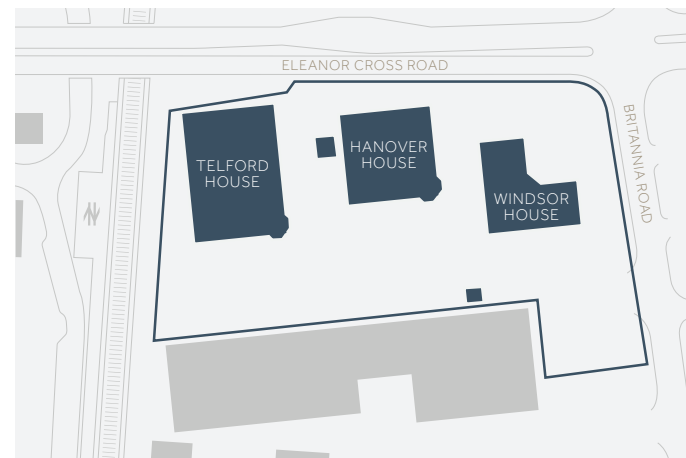 ELEANOR CROSS ROAD
BRITANNIA ROAD
TELFORD
HOUSE
HANOVER
HOUSE
WINDSOR
HOUSE